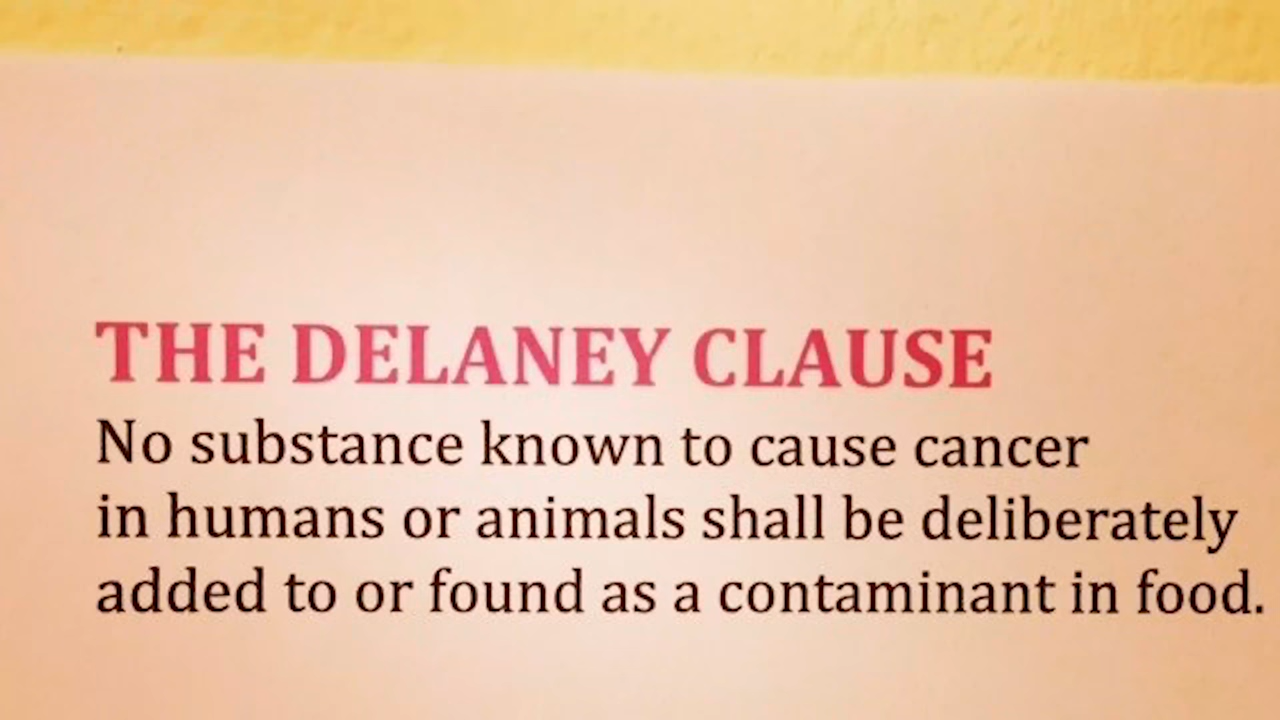 THE DELANEY CLAUSE
No substance known to cause cancer
in humans or animals shall be deliberately
added to or found as a contaminant in food.